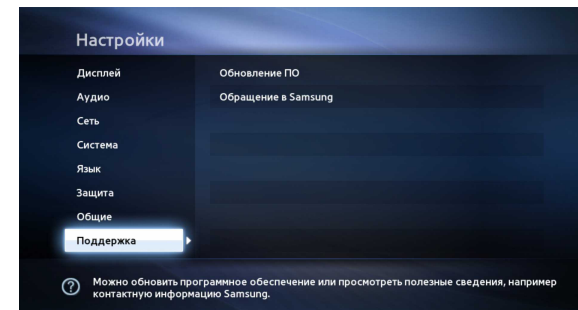 Настройки
Дисплей
Обновление ПО
Аудио
Обращение в Samsung
Сеть
Система
Язык
Защита
Общие
Поддержка
Можно обновить программное обеспечение или просмотреть полезные сведения, например
контактную информацию Samsung.